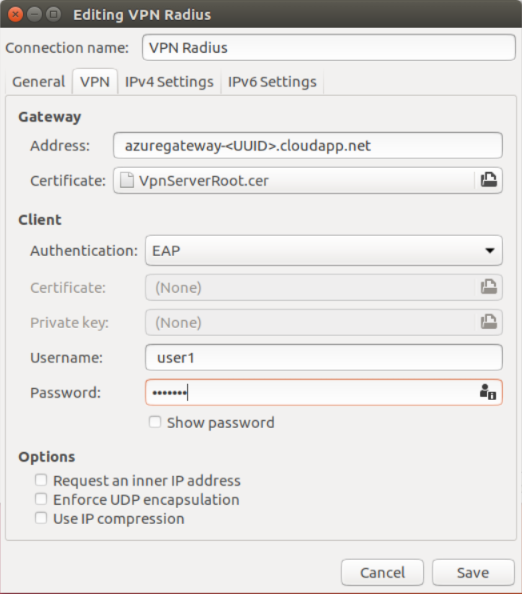 Editing VPN Radius
Connection name: VPN Radius
General VPN IPv4 Settings IPv6 Settings
Gateway
Address: azuregateway-<UUID>.cloudapp.net
Certificate: VpnServerRoot.cer
Client
Authentication: EAP
Certificate: (None)
Private key: (None)
Username: user1
Password: •••••••
Show password
Options
Request an inner IP address
Enforce UDP encapsulation
Use IP compression
Cancel Save